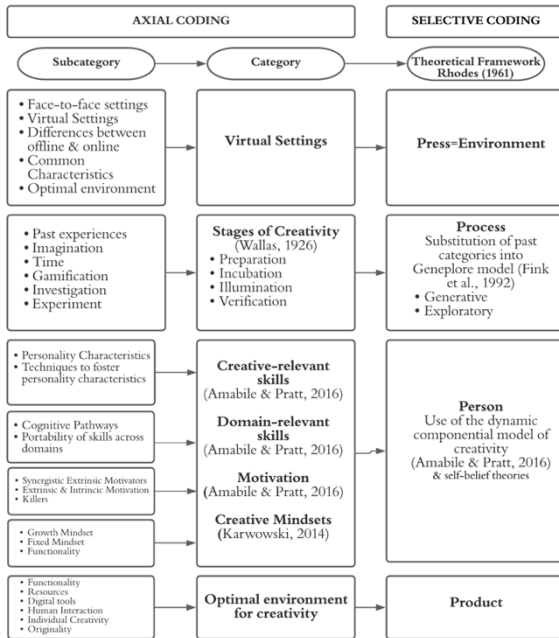 AXIAL CODING
SELECTIVE CODING
Subcategory
Category
Theoretical Framework
Rhodes (1961)
• Face-to-face settings
• Virtual Settings
• Differences between
offline & online
• Common
Characteristics
• Optimal environment
Virtual Settings
Press=Environment
• Past experiences
• Imagination
• Time
• Gamification
• Investigation
• Experiment
Stages of Creativity
(Wallas, 1926)
• Preparation
• Incubation
• Illumination
• Verification
Process
Substitution of past
categories into
Geneplore model (Fink
et al., 1992)
• Generative
• Exploratory
• Personality Characteristics
• Techniques to foster
personality characteristics
Creative-relevant
skills
(Amabile & Pratt, 2016)
• Cognitive Pathways
• Portability of skills across
domains
Domain-relevant
skills
(Amabile & Pratt, 2016)
• Synergistic Extrinsic Motivators
• Extrinsic & Intrincic Motivation
• Killers
Motivation
(Amabile & Pratt, 2016)
• Growth Mindset
• Fixed Mindset
• Functionality
Creative Mindsets
(Karwowski, 2014)
Person
Use of the dynamic
componential model of
creativity
(Amabile & Pratt, 2016)
& self-belief theories
• Functionality
• Resources
• Digital tools
• Human Interaction
• Individual Creativity
• Originality
Optimal environment
for creativity
Product